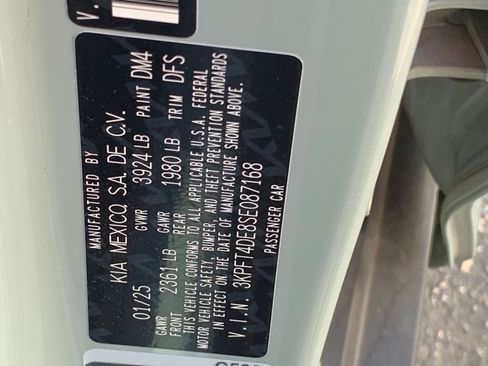 MANUFACTURED BY
KIA MEXICO, S.A. DE C.V.
01/25 GVWR 3924 LB PAINT DM4
GAWR FRONT 2361 LB GAWR REAR 1980 LB TRIM DFS
THIS VEHICLE CONFORMS TO ALL APPLICABLE U.S.A. FEDERAL
MOTOR VEHICLE SAFETY, BUMPER, AND THEFT PREVENTION STANDARDS
IN EFFECT ON THE DATE OF MANUFACTURE SHOWN ABOVE.
V.I.N. 3KPFT4DE8SE087168
PASSENGER CAR